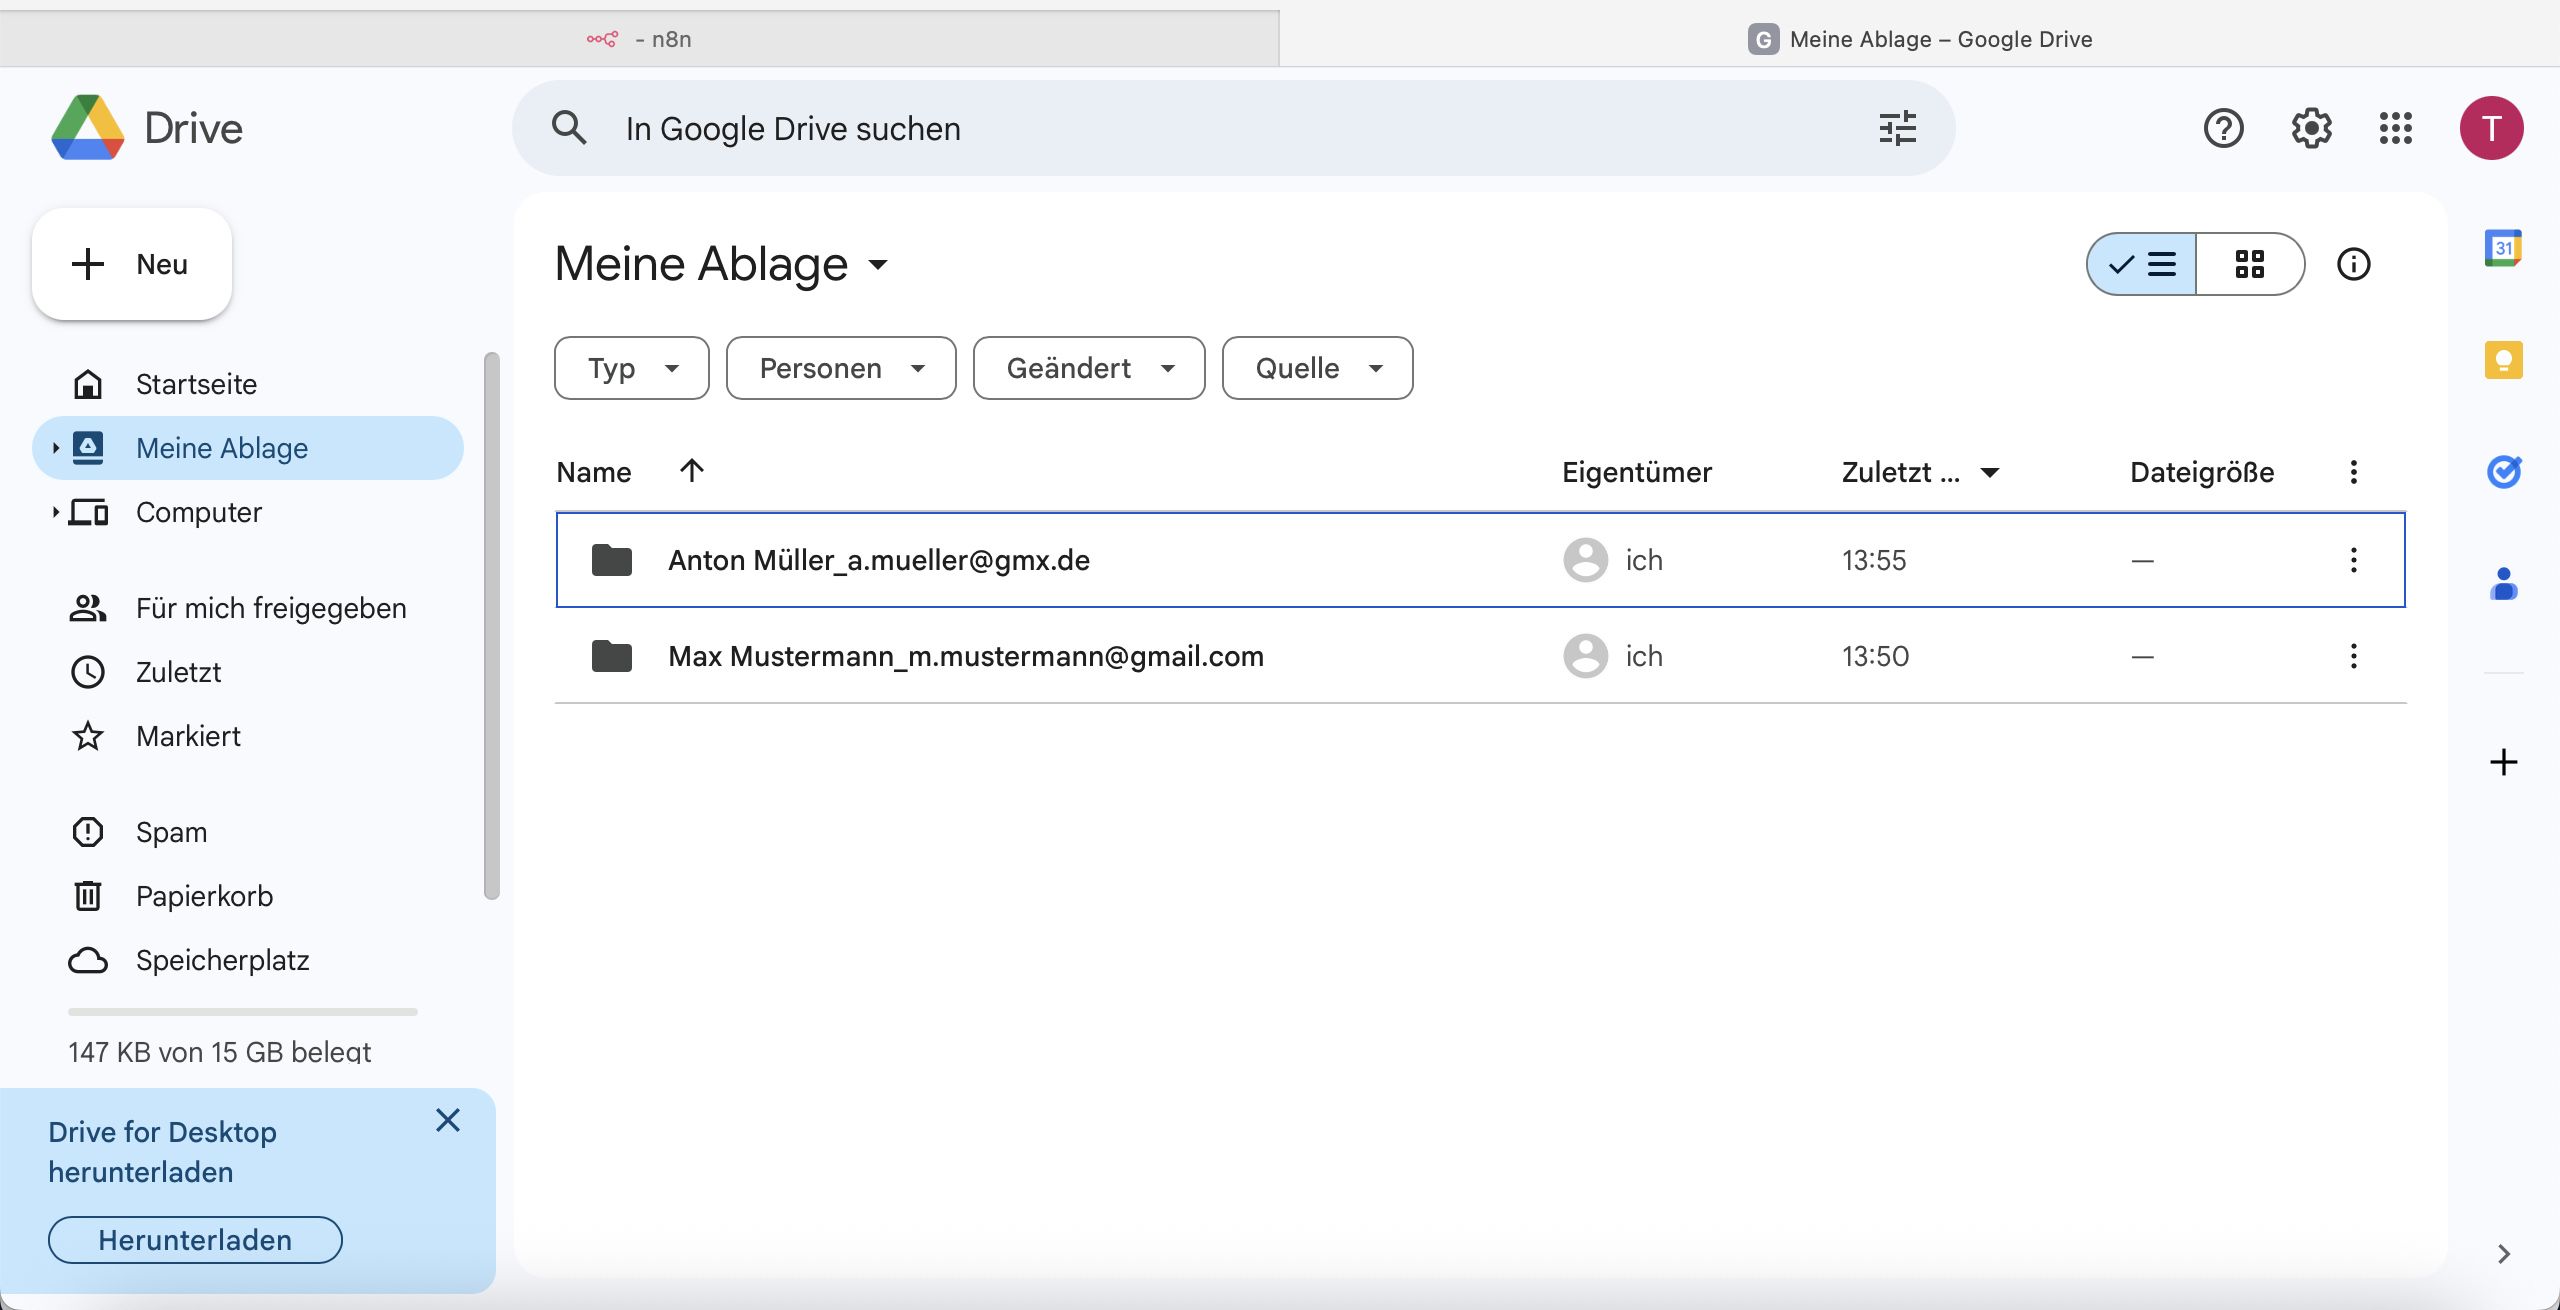 - n8n
G Meine Ablage – Google Drive
Drive
In Google Drive suchen
T
Neu
Startseite
Meine Ablage
Computer
Für mich freigegeben
Zuletzt
Markiert
Spam
Papierkorb
Speicherplatz
147 KB von 15 GB belegt
Drive for Desktop
herunterladen
Herunterladen
Meine Ablage
Typ Personen Geändert Quelle
Name Eigentümer Zuletzt ... Dateigröße
Anton Müller_a.mueller@gmx.de ich 13:55 —
Max Mustermann_m.mustermann@gmail.com ich 13:50 —
31